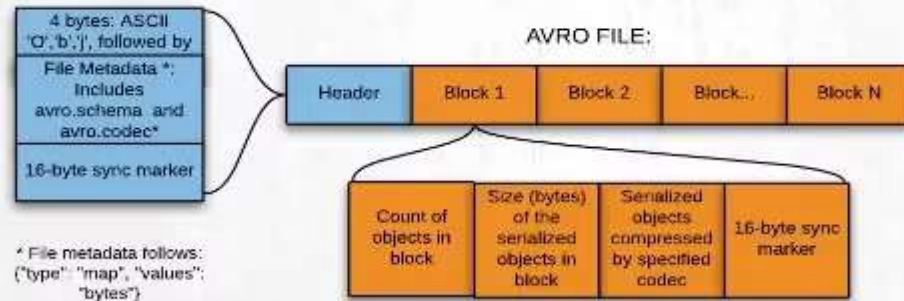 4 bytes: ASCII
'O','b','j', followed by
File Metadata *:
Includes
avro.schema and
avro.codec*
16-byte sync marker
* File metadata follows:
{"type": "map", "values":
"bytes"}
AVRO FILE:
Header
Block 1
Block 2
Block...
Block N
Count of
objects in
block
Size (bytes)
of the
serialized
objects in
block
Serialized
objects
compressed
by specified
codec
16-byte sync
marker